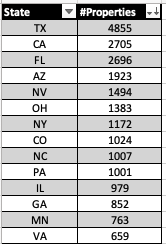 State #Properties
TX 4855
CA 2705
FL 2696
AZ 1923
NV 1494
OH 1383
NY 1172
CO 1024
NC 1007
PA 1001
IL 979
GA 852
MN 763
VA 659